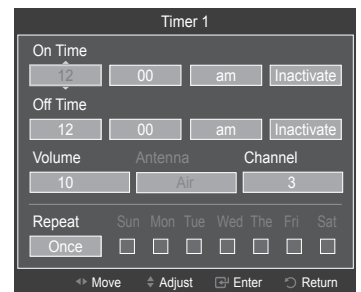 Timer 1
On Time
12 00 am Inactivate
Off Time
12 00 am Inactivate
Volume Antenna Channel
10 Air 3
Repeat Sun Mon Tue Wed The Fri Sat
Once
Move Adjust Enter Return